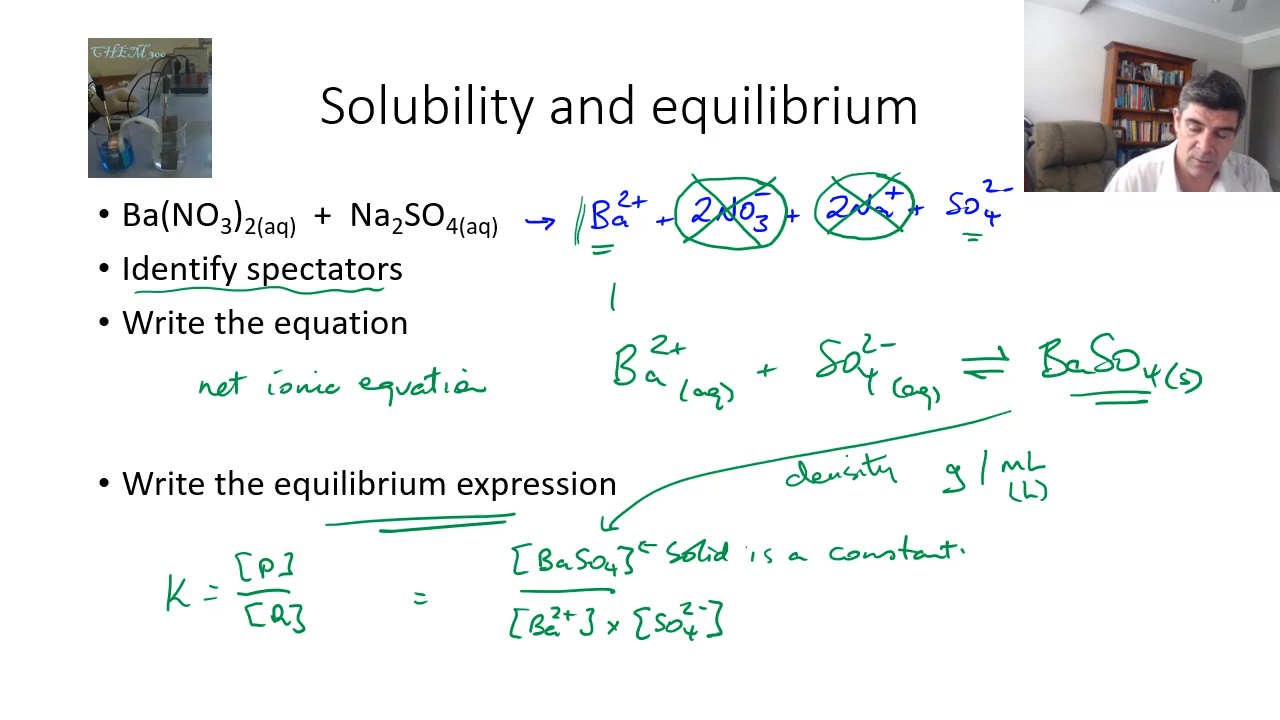 CHEM300
Solubility and equilibrium
• Ba(NO₃)₂(aq) + Na₂SO₄(aq) → Ba²⁺ + 2NO₃⁻ + 2Na⁺ + SO₄²⁻
• Identify spectators
• Write the equation
Ba²⁺(aq) + SO₄²⁻(aq) ⇌ BaSO₄(s)
net ionic equation
density g/mL
(L)
• Write the equilibrium expression
K = [P]/[R] = [BaSO₄]/[Ba²⁺] × [SO₄²⁻] ← Solid is a constant.